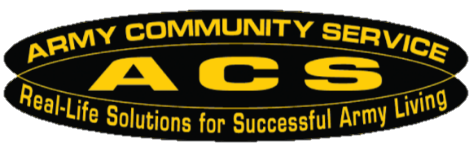 ARMY COMMUNITY SERVICE
ACS
Real-Life Solutions for Successful Army Living